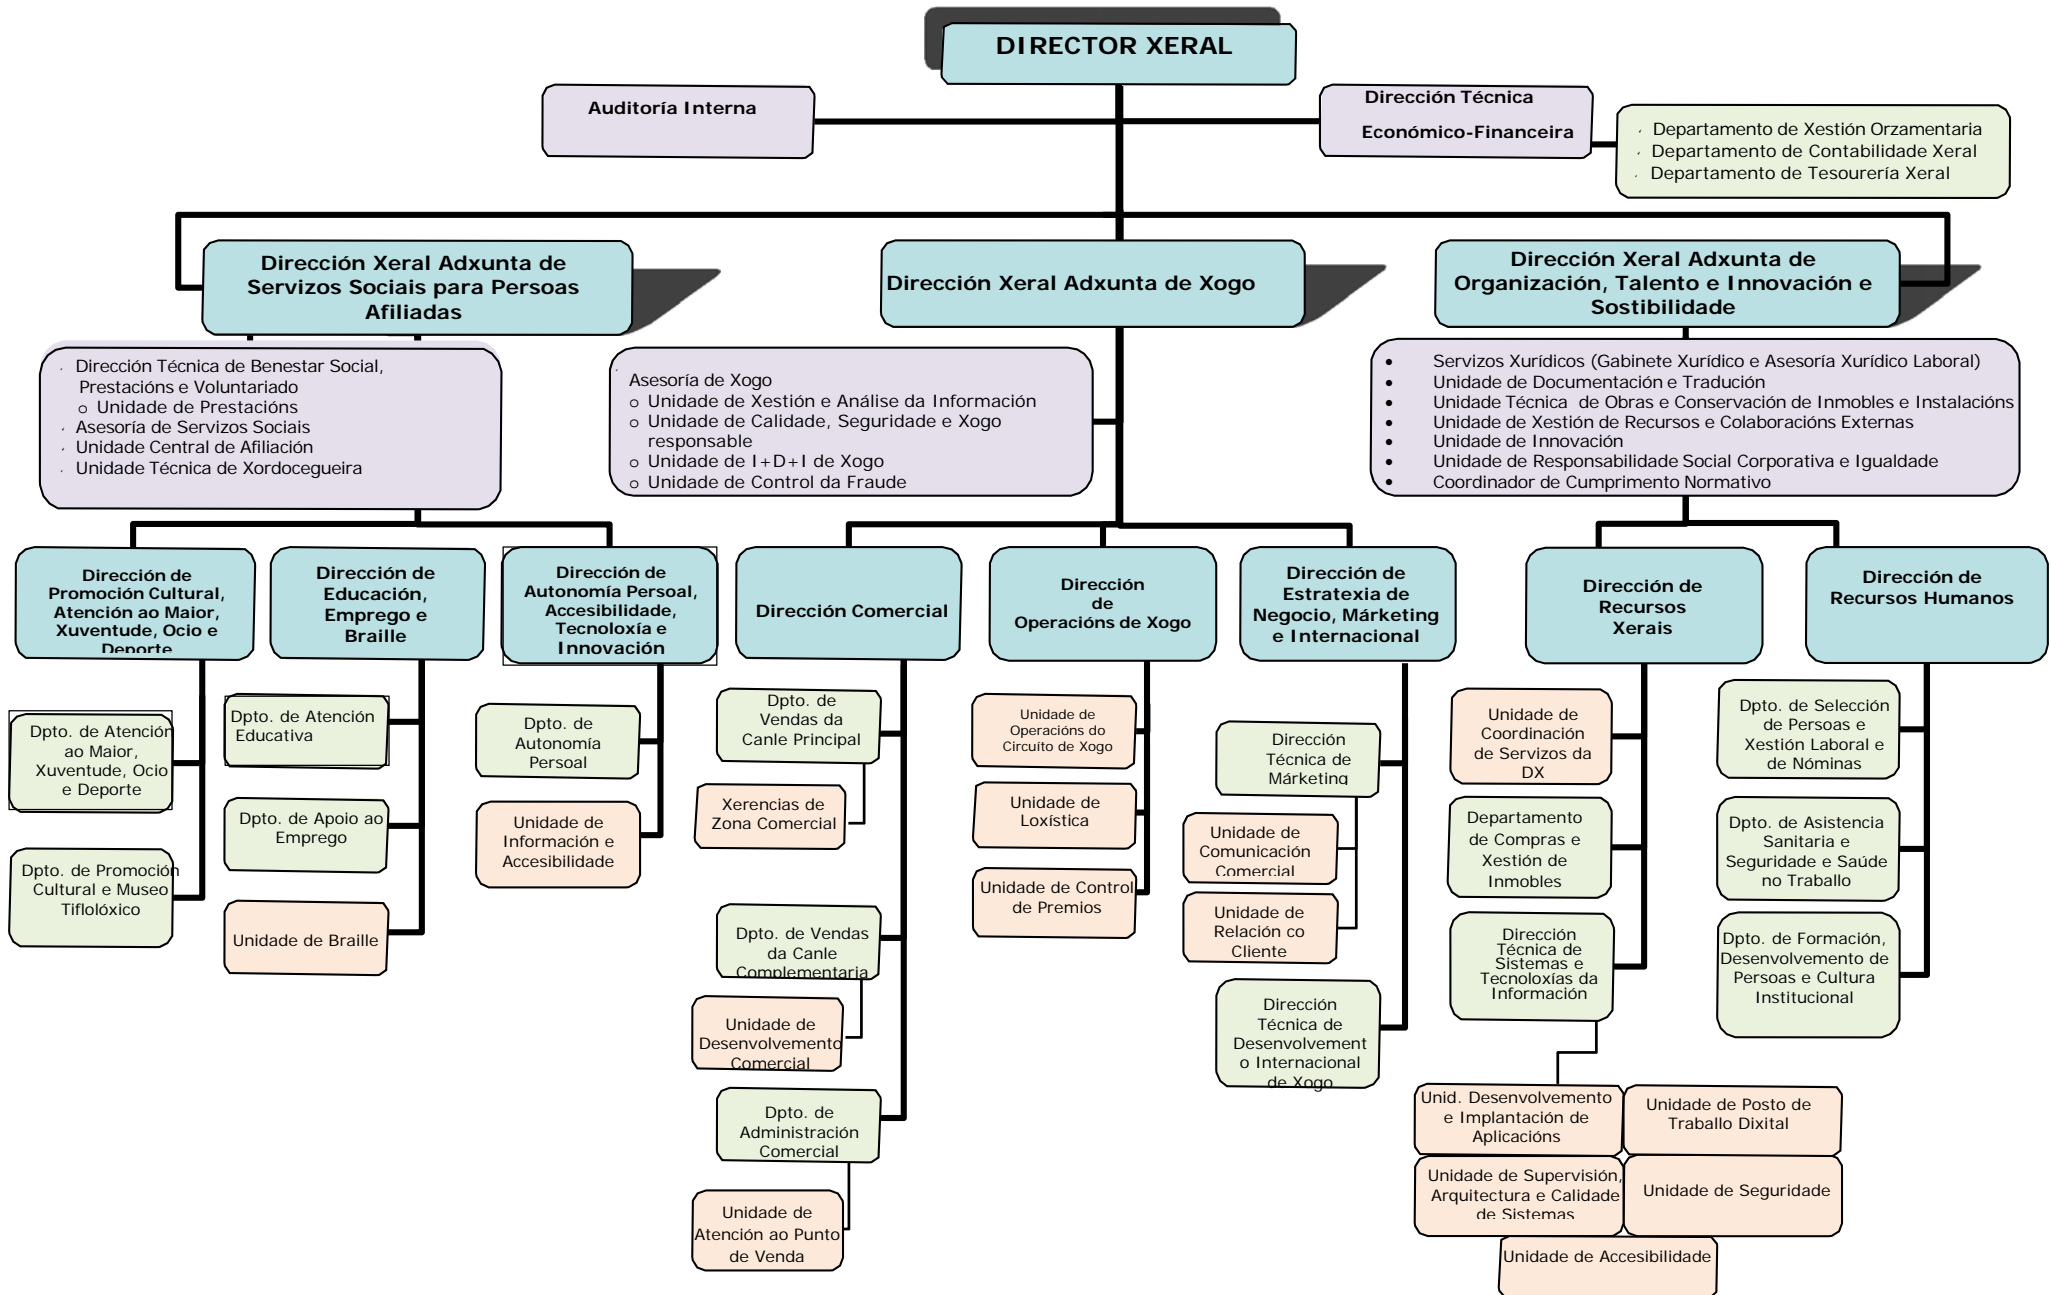 DIRECTOR XERAL
Auditoría Interna
Dirección Técnica
Económico-Financeira
Departamento de Xestión Orzamentaria
Departamento de Contabilidade Xeral
Departamento de Tesourería Xeral
Dirección Xeral Adxunta de
Servizos Sociais para Persoas
Afiliadas
Dirección Xeral Adxunta de Xogo
Dirección Xeral Adxunta de
Organización, Talento e Innovación e
Sostibilidade
Dirección Técnica de Benestar Social,
Prestacións e Voluntariado
o Unidade de Prestacións
Asesoría de Servizos Sociais
Unidade Central de Afiliación
Unidade Técnica de Xordocegueira
Asesoría de Xogo
o Unidade de Xestión e Análise da Información
o Unidade de Calidade, Seguridade e Xogo
responsable
o Unidade de I+D+I de Xogo
o Unidade de Control da Fraude
• Servizos Xurídicos (Gabinete Xurídico e Asesoría Xurídico Laboral)
• Unidade de Documentación e Tradución
• Unidade Técnica de Obras e Conservación de Inmobles e Instalacións
• Unidade de Xestión de Recursos e Colaboracións Externas
• Unidade de Innovación
• Unidade de Responsabilidade Social Corporativa e Igualdade
• Coordinador de Cumprimento Normativo
Dirección de
Promoción Cultural,
Atención ao Maior,
Xuventude, Ocio e
Deporte
Dirección de
Educación,
Emprego e
Braille
Dirección de
Autonomía Persoal,
Accesibilidade,
Tecnoloxía e
Innovación
Dirección Comercial
Dirección
de
Operacións de Xogo
Dirección de
Estratexia de
Negocio, Márketing
e Internacional
Dirección de
Recursos
Xerais
Dirección de
Recursos Humanos
Dpto. de Atención
ao Maior,
Xuventude, Ocio
e Deporte
Dpto. de Promoción
Cultural e Museo
Tiflolóxico
Dpto. de Atención
Educativa
Dpto. de Apoio ao
Emprego
Unidade de Braille
Dpto. de
Autonomía
Persoal
Unidade de
Información e
Accesibilidade
Dpto. de
Vendas da
Canle Principal
Xerencias de
Zona Comercial
Dpto. de Vendas
da Canle
Complementaria
Unidade de
Desenvolvemento
Comercial
Dpto. de
Administración
Comercial
Unidade de
Atención ao Punto
de Venda
Unidade de
Operacións do
Circuíto de Xogo
Unidade de
Loxística
Unidade de Control
de Premios
Dirección
Técnica de
Márketing
Unidade de
Comunicación
Comercial
Unidade de
Relación co
Cliente
Dirección
Técnica de
Desenvolvement
o Internacional
de Xogo
Unidade de
Coordinación
de Servizos da
DX
Departamento
de Compras e
Xestión de
Inmobles
Dirección
Técnica de
Sistemas e
Tecnoloxías da
Información
Unid. Desenvolvemento
e Implantación de
Aplicacións
Unidade de Posto de
Traballo Dixital
Unidade de Supervisión,
Arquitectura e Calidade
de Sistemas
Unidade de Seguridade
Unidade de Accesibilidade
Dpto. de Selección
de Persoas e
Xestión Laboral e
de Nóminas
Dpto. de Asistencia
Sanitaria e
Seguridade e Saúde
no Traballo
Dpto. de Formación,
Desenvolvemento de
Persoas e Cultura
Institucional